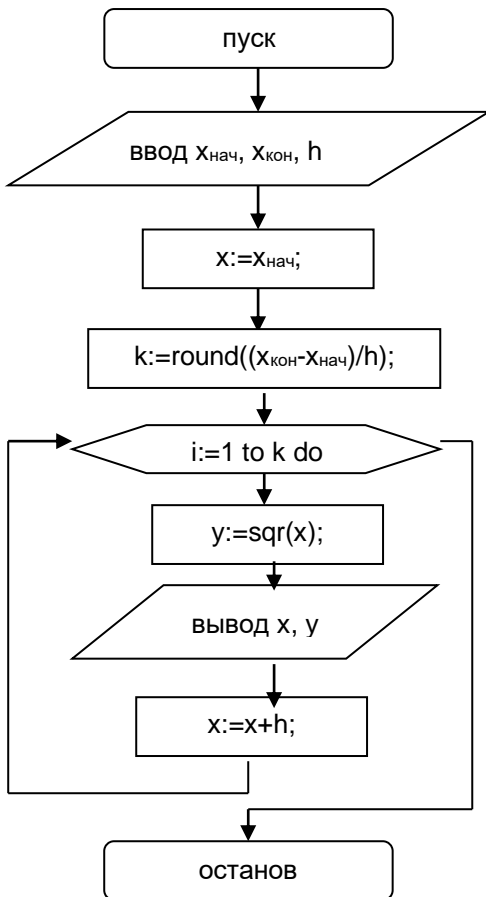 пуск
ввод xнач, xкон, h
x:=xнач;
k:=round((xкон-xнач)/h);
i:=1 to k do
y:=sqr(x);
вывод x, y
x:=x+h;
останов